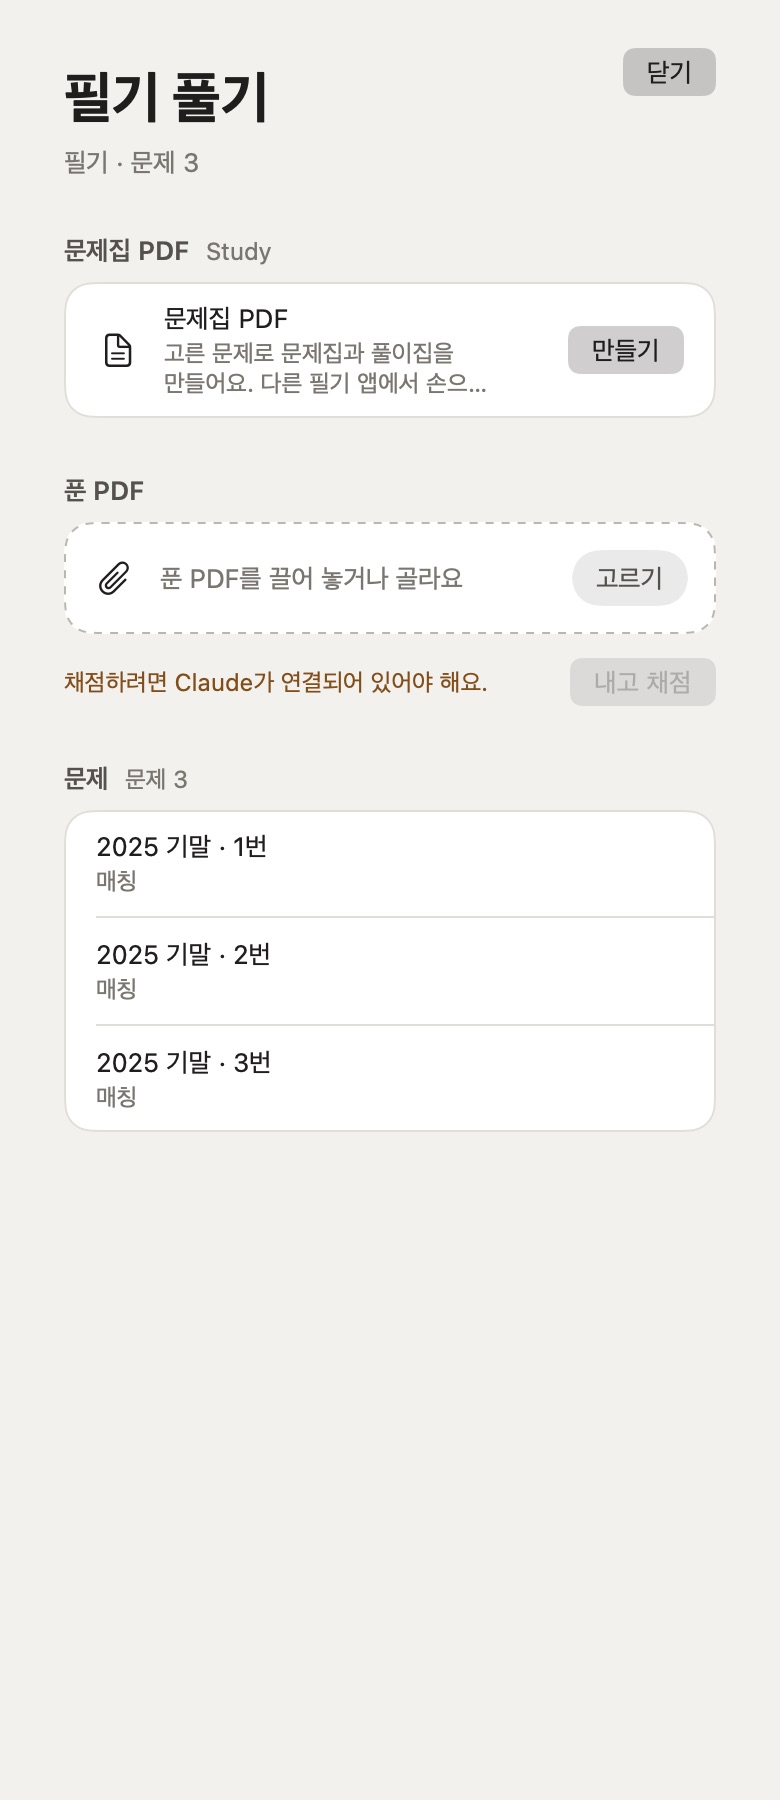 필기 풀기
닫기
필기 · 문제 3
문제집 PDF Study
문제집 PDF
고른 문제로 문제집과 풀이집을
만들어요. 다른 필기 앱에서 손으...
만들기
푼 PDF
푼 PDF를 끌어 놓거나 골라요
고르기
채점하려면 Claude가 연결되어 있어야 해요.
내고 채점
문제 문제 3
2025 기말 · 1번
매칭
2025 기말 · 2번
매칭
2025 기말 · 3번
매칭